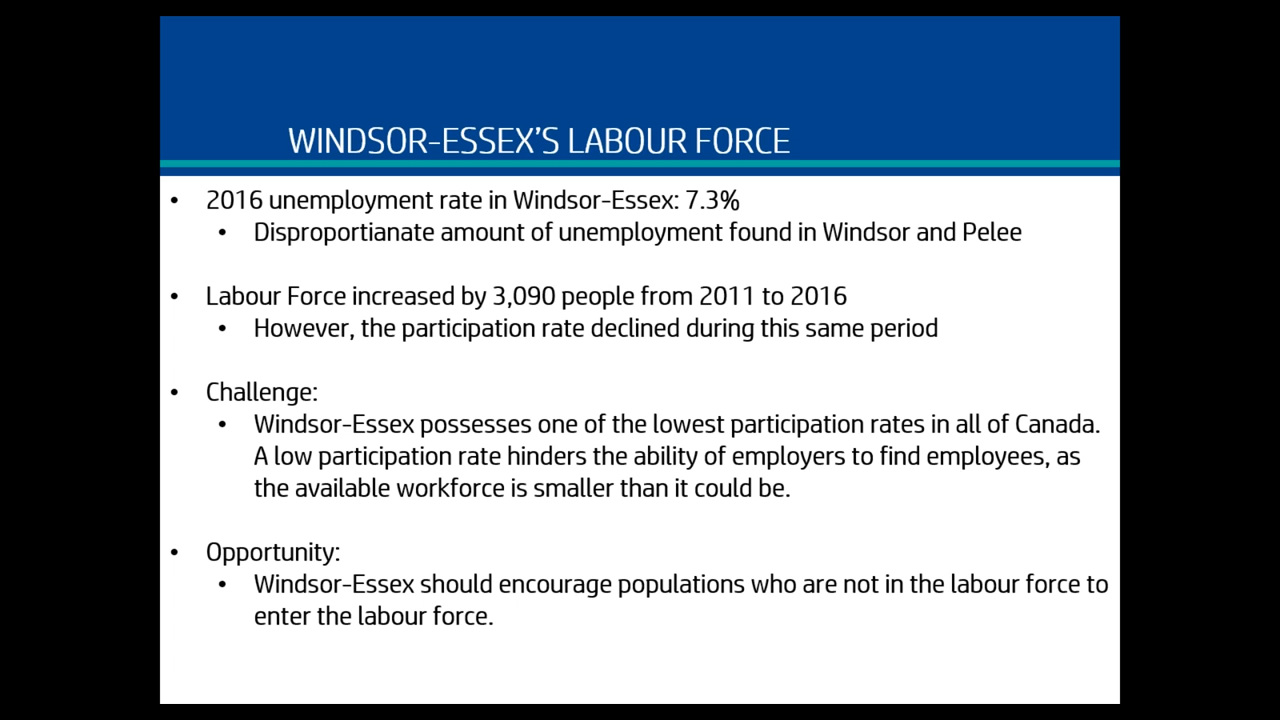 WINDSOR-ESSEX'S LABOUR FORCE
• 2016 unemployment rate in Windsor-Essex: 7.3%
• Disproportianate amount of unemployment found in Windsor and Pelee
• Labour Force increased by 3,090 people from 2011 to 2016
• However, the participation rate declined during this same period
• Challenge:
• Windsor-Essex possesses one of the lowest participation rates in all of Canada.
A low participation rate hinders the ability of employers to find employees, as
the available workforce is smaller than it could be.
• Opportunity:
• Windsor-Essex should encourage populations who are not in the labour force to
enter the labour force.